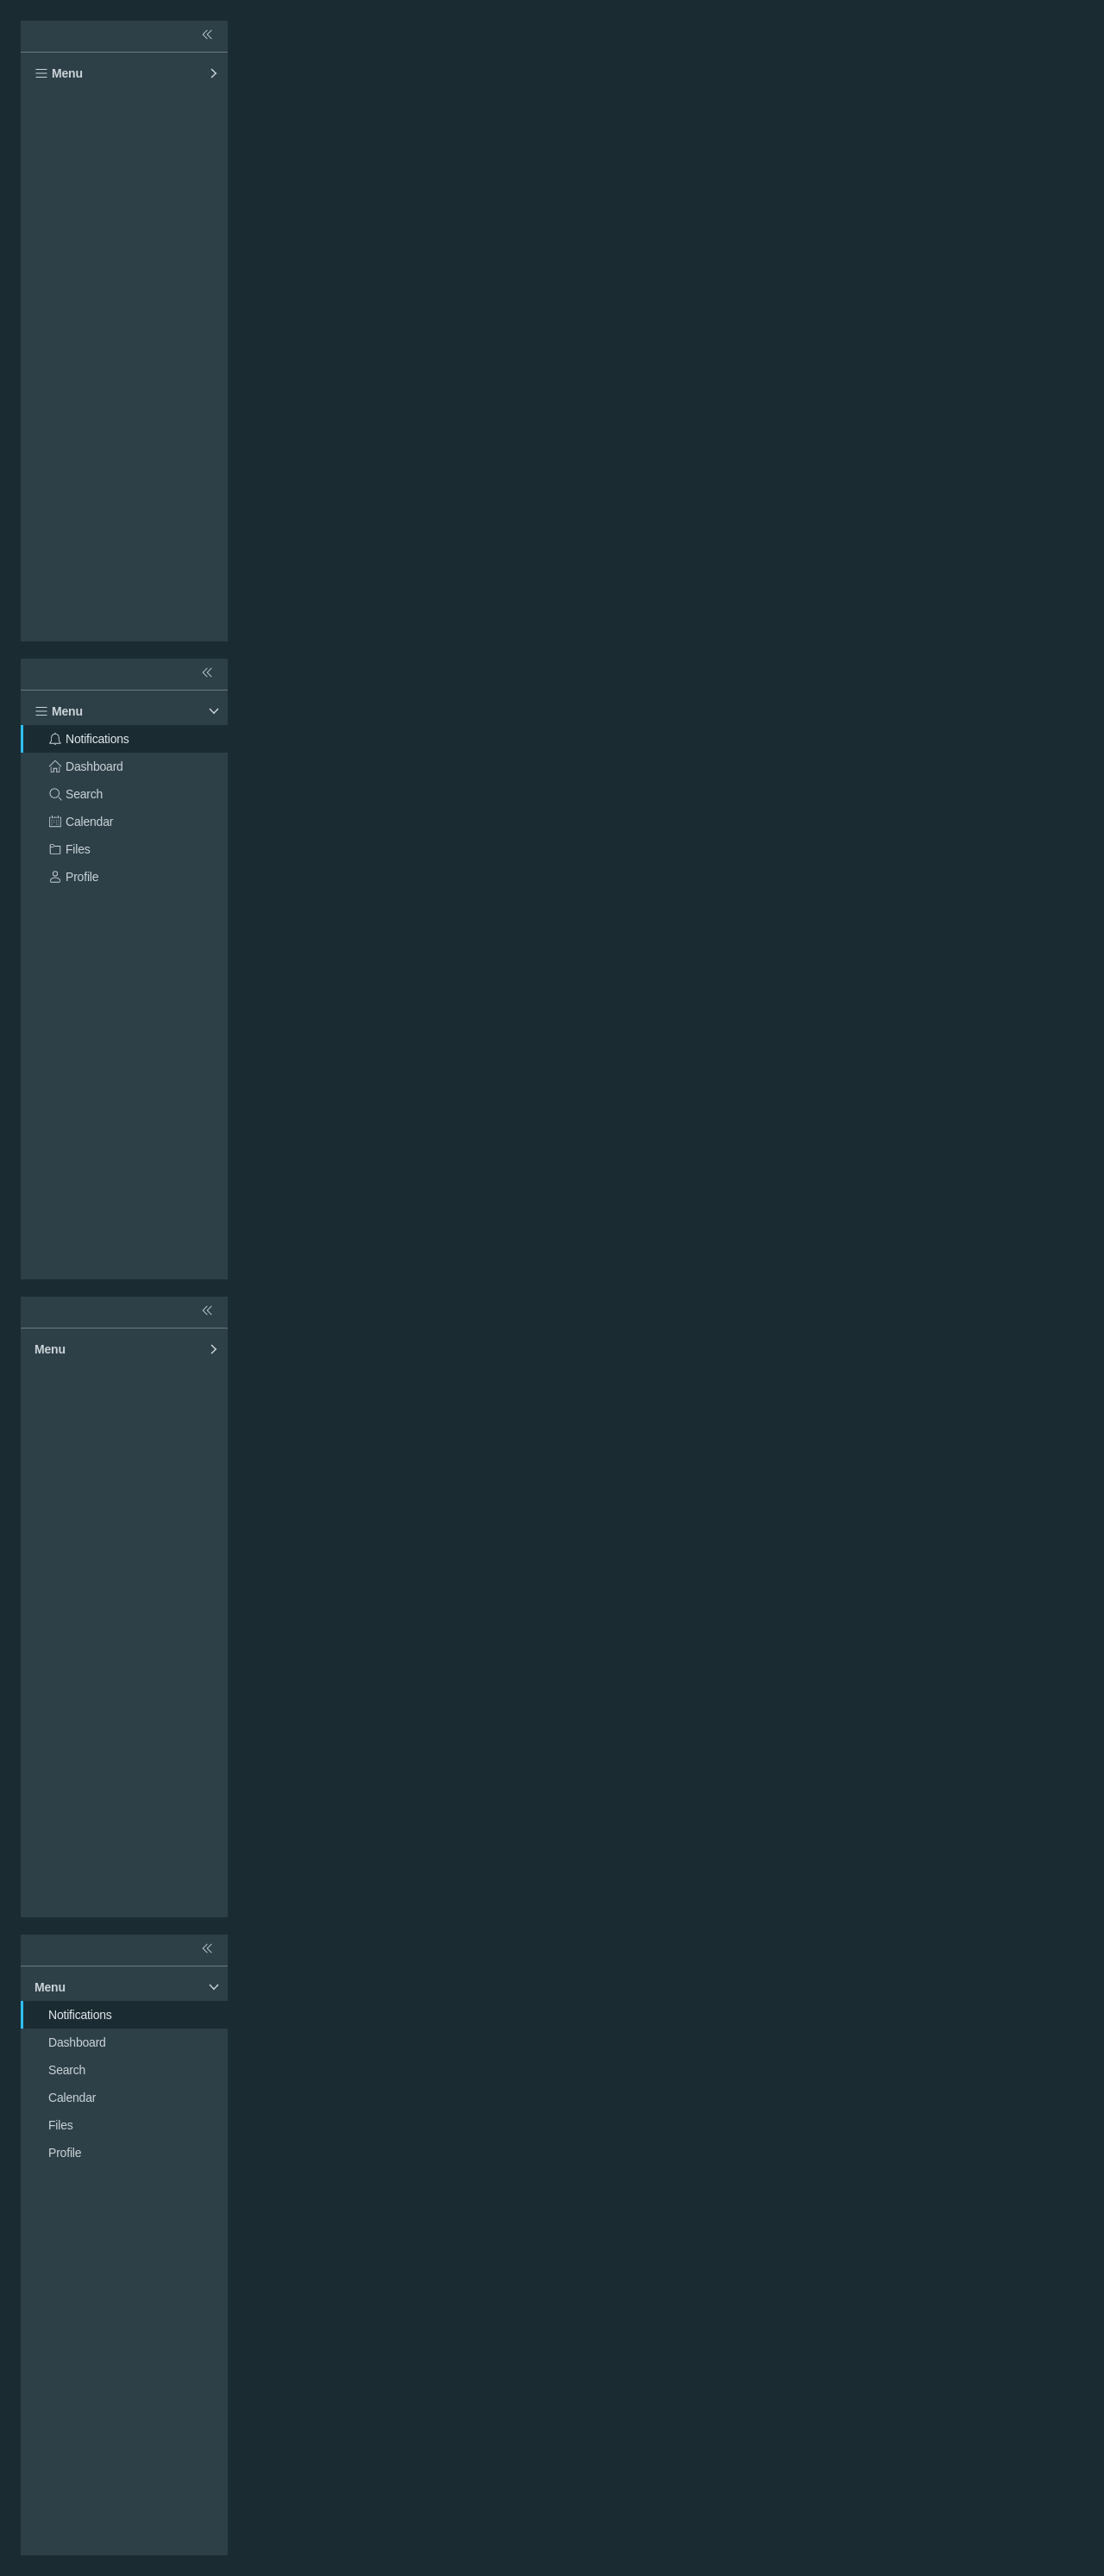 Menu
Menu
Notifications
Dashboard
Search
Calendar
Files
Profile
Menu
Menu
Notifications
Dashboard
Search
Calendar
Files
Profile